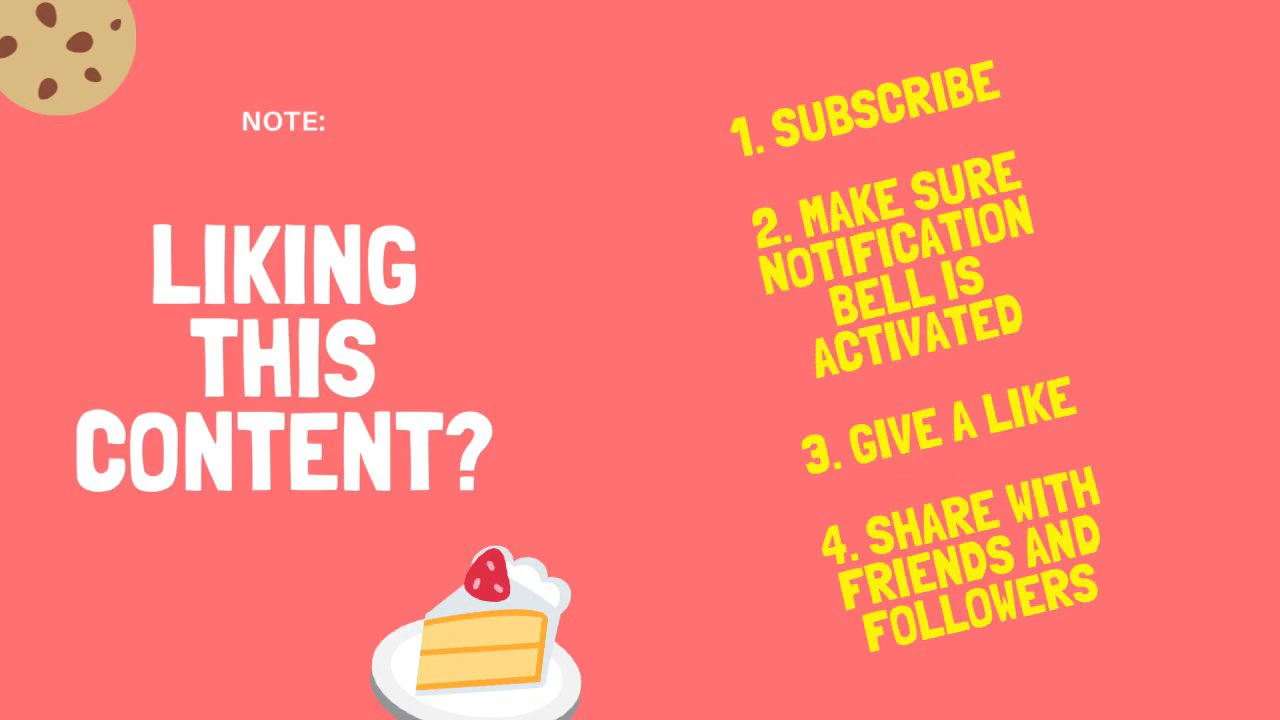 NOTE:
LIKING
THIS
CONTENT?
1. SUBSCRIBE
2. MAKE SURE
NOTIFICATION
BELL IS
ACTIVATED
3. GIVE A LIKE
4. SHARE WITH
FRIENDS AND
FOLLOWERS